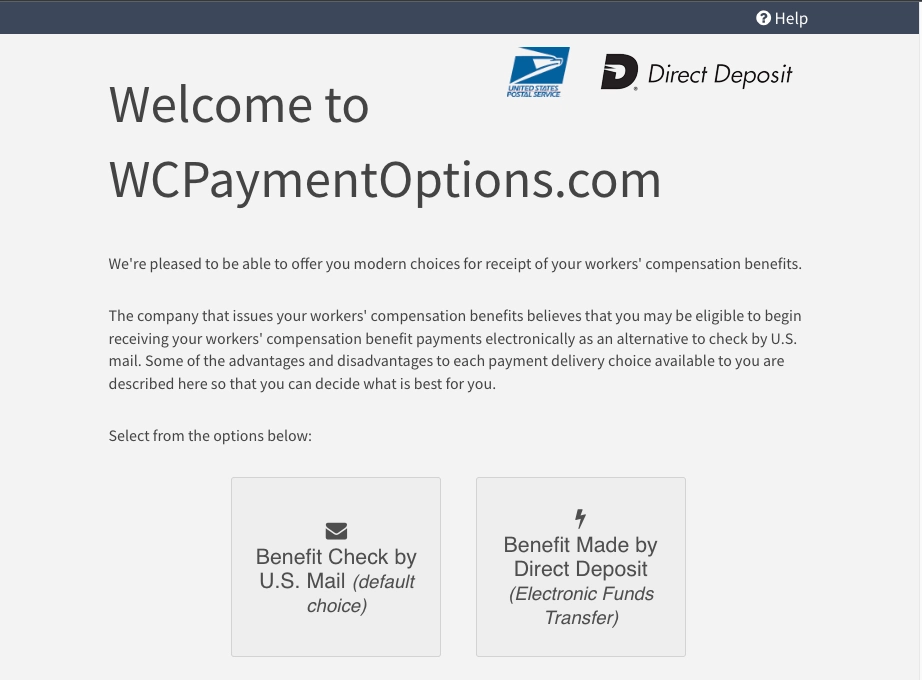 Help
UNITED STATES
POSTAL SERVICE
Direct Deposit
Welcome to
WCPaymentOptions.com
We're pleased to be able to offer you modern choices for receipt of your workers' compensation benefits.
The company that issues your workers' compensation benefits believes that you may be eligible to begin
receiving your workers' compensation benefit payments electronically as an alternative to check by U.S.
mail. Some of the advantages and disadvantages to each payment delivery choice available to you are
described here so that you can decide what is best for you.
Select from the options below:
Benefit Check by
U.S. Mail (default
choice)
Benefit Made by
Direct Deposit
(Electronic Funds
Transfer)